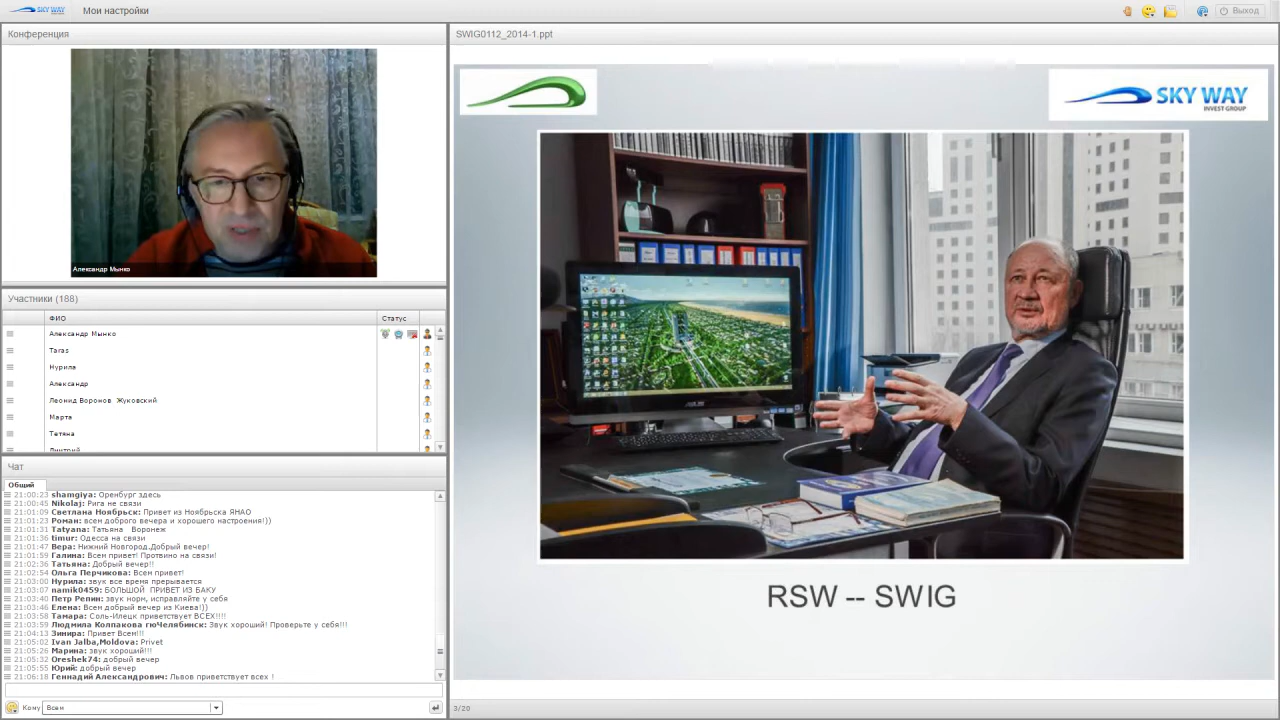 SKY WAY
Мои настройки
Выход
Конференция
Александр Мынко
Участники (188)
ФИО
Статус
Александр Мынко
Taras
Нурила
Александр
Леонид Воронов Жуковский
Марта
Тетяна
Дмитрий
Чат
Общий
21:00:23 shamgiya: Оренбург здесь
21:00:45 Nikolaj: Рига не связи
21:01:09 Светлана Ноябрьск: Привет из Ноябрьска ЯНАО
21:01:23 Роман: всем доброго вечера и хорошего настроения!))
21:01:31 Tatyana: Татьяна Воронеж
21:01:36 timur: Одесса на связи
21:01:47 Вера: Нижний Новгород.Добрый вечер!
21:01:59 Галина: Всем привет! Протвино на связи!
21:02:36 Татьяна: Добрый вечер!!
21:02:54 Ольга Перчикова: Всем привет!
21:03:00 Нурила: звук все время прерывается
21:03:07 namik0459: БОЛЬШОЙ ПРИВЕТ ИЗ БАКУ
21:03:40 Петр Репин: звук норм, исправляйте у себя
21:03:46 Елена: Всем добрый вечер из Киева!))
21:03:58 Тамара: Соль-Илецк приветствует ВСЕХ!!!!
21:03:59 Людмила Колпакова гюЧелябинск: Звук хороший! Проверьте у себя!!!
21:04:13 Зинира: Привет Всем!!!
21:05:02 Ivan Jalba,Moldova: Privet
21:05:26 Марина: звук хороший!!!
21:05:32 Oreshek74: добрый вечер
21:05:55 Юрий: добрый вечер
21:06:18 Геннадий Александрович: Львов приветствует всех !
Кому
Всем
SWIG0112_2014-1.ppt
SKY WAY
INVEST GROUP
RSW -- SWIG
3/20